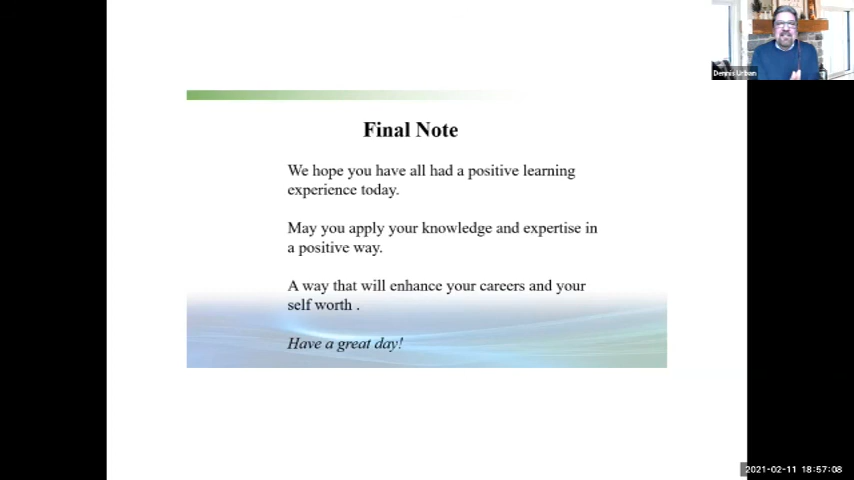 Dennis Urban
Final Note
We hope you have all had a positive learning
experience today.
May you apply your knowledge and expertise in
a positive way.
A way that will enhance your careers and your
self worth .
Have a great day!
2021-02-11 18:57:08